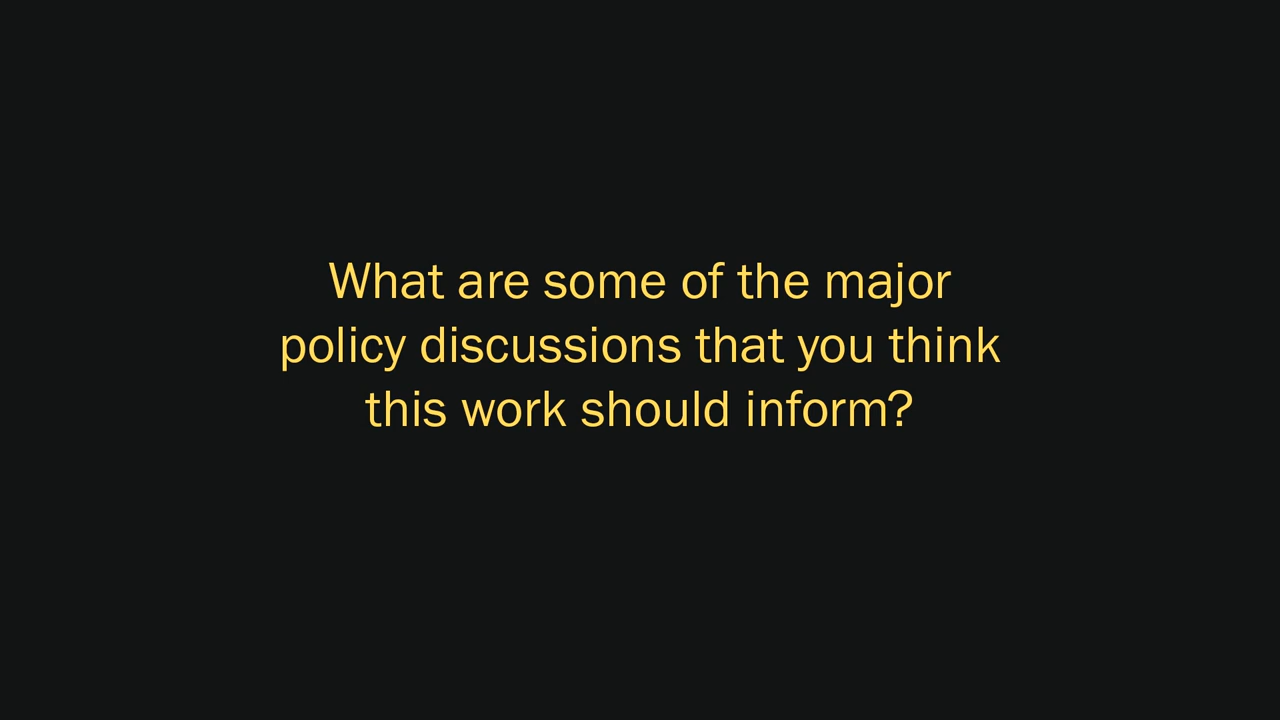 What are some of the major
policy discussions that you think
this work should inform?